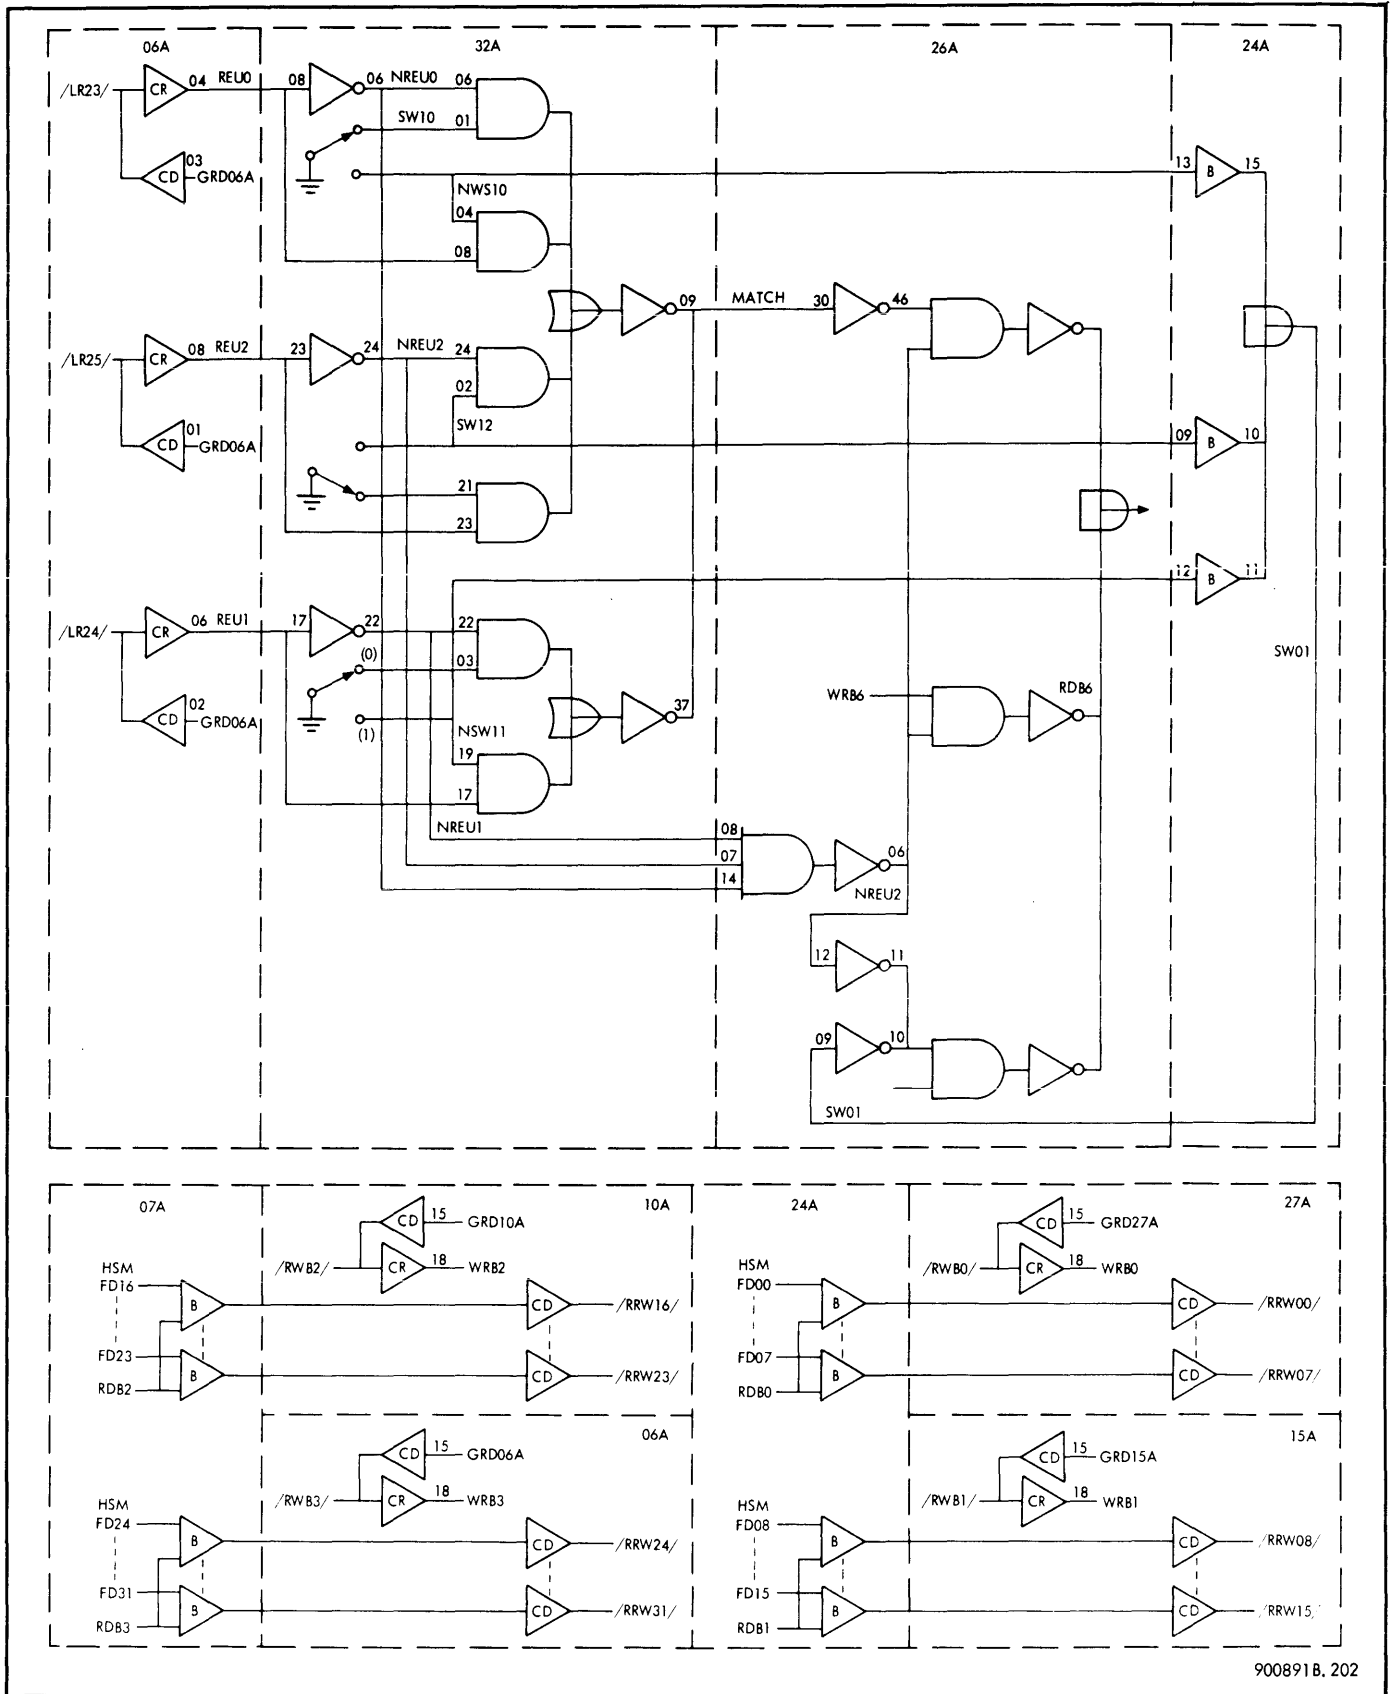 06A 32A 26A 24A
/LR23/ CR 04 REU0 08 06 NREU0 06
SW10 01
CD 03 GRD06A
13 B 15
NWS10
04
08
/LR25/ CR 08 REU2 23 24 NREU2 24
09 MATCH 30 46
02
SW12
CD 01 GRD06A
09 B 10
21
23
12 B 11
/LR24/ CR 06 REU1 17 22 22
(0) 03
SW01
CD 02 GRD06A
(1) NSW11
37
WRB6 RDB6
19
17
NREU1
08
07
14
06
NREU2
12 11
09 10
SW01
07A 10A 24A 27A
CD 15 GRD10A
CD 15 GRD27A
HSM /RWB2/ CR 18 WRB2
HSM /RWB0/ CR 18 WRB0
FD16 B CD /RRW16/
FD00 B CD /RRW00/
FD23 B CD /RRW23/
FD07 B CD /RRW07/
RDB2 RDB0
06A 15A
CD 15 GRD06A
CD 15 GRD15A
HSM /RWB3/ CR 18 WRB3
HSM /RWB1/ CR 18 WRB1
FD24 B CD /RRW24/
FD08 B CD /RRW08/
FD31 B CD /RRW31/
FD15 B CD /RRW15/
RDB3 RDB1
900891B.202